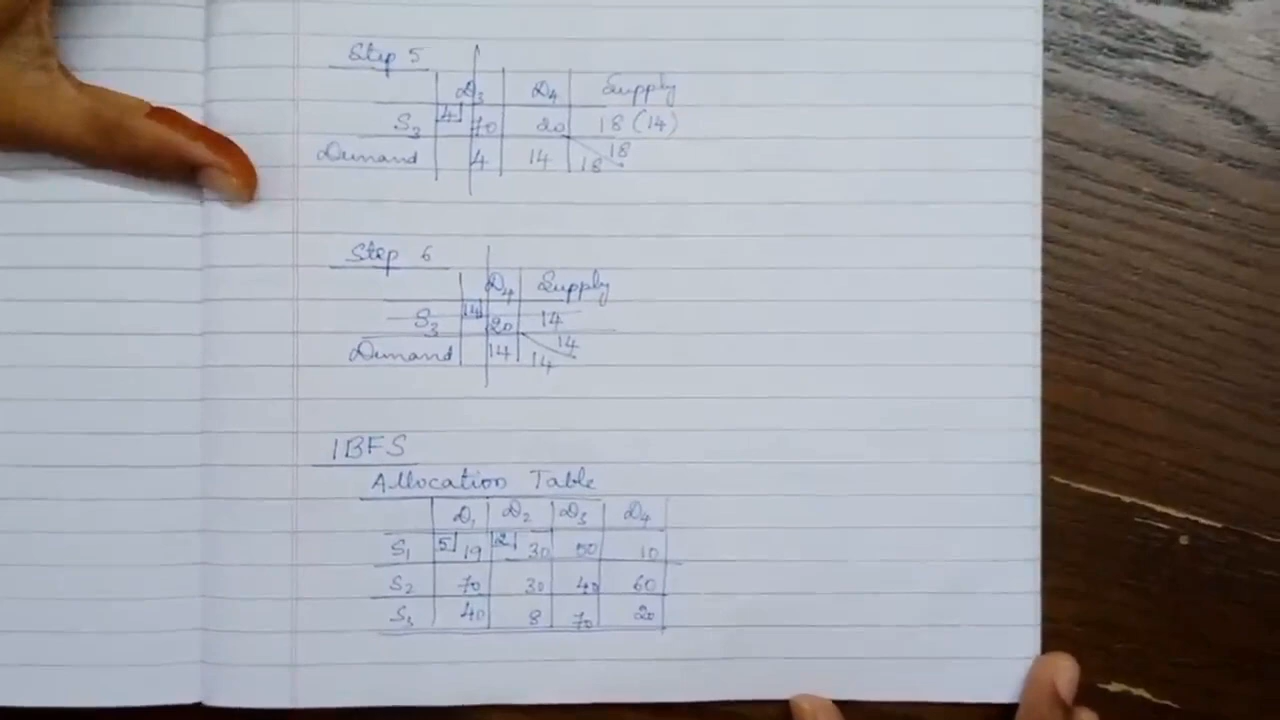 Step 5
D3 D4 Supply
S3 4 70 20 18 (14)
Demand 4 14 18 18
Step 6
D4 Supply
S3 14 20 14
Demand 14 14 14
IBFS
Allocation Table
D1 D2 D3 D4
S1 5 19 2 30 50 10
S2 70 30 40 60
S3 40 8 70 20